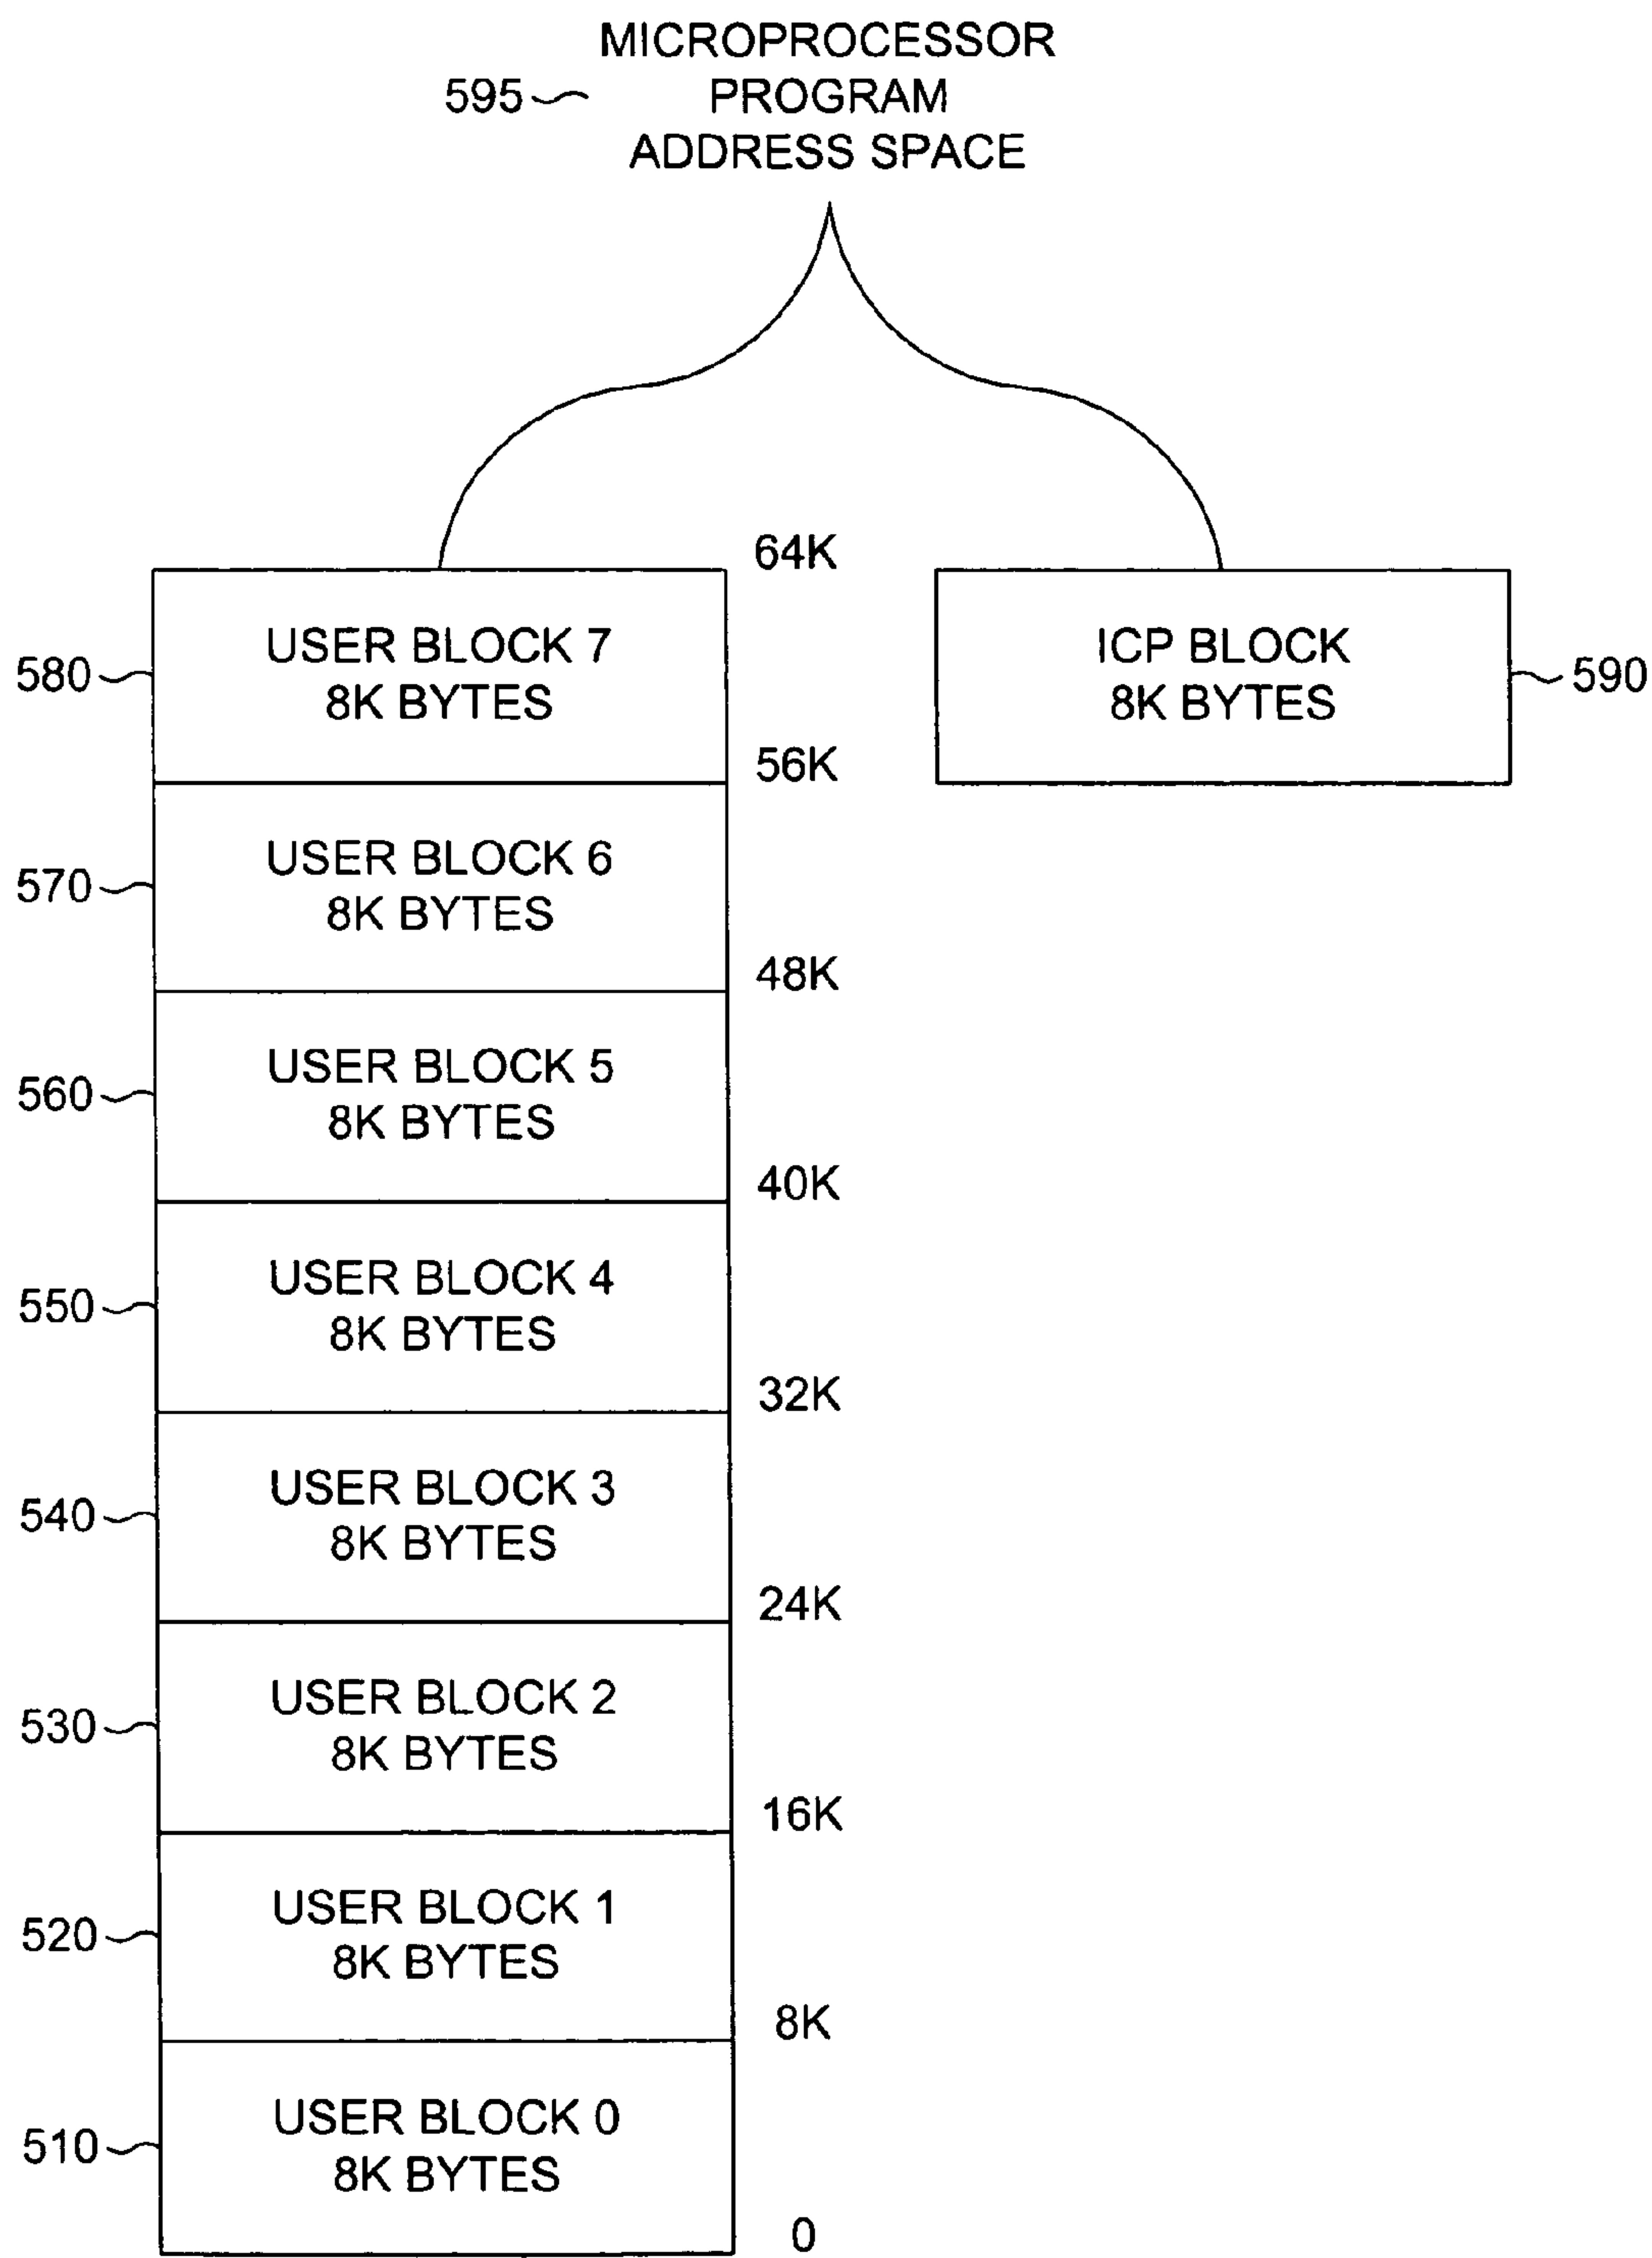 MICROPROCESSOR
595 PROGRAM
ADDRESS SPACE
64K
USER BLOCK 7
8K BYTES
580
ICP BLOCK
8K BYTES
590
56K
USER BLOCK 6
8K BYTES
570
48K
USER BLOCK 5
8K BYTES
560
40K
USER BLOCK 4
8K BYTES
550
32K
USER BLOCK 3
8K BYTES
540
24K
USER BLOCK 2
8K BYTES
530
16K
USER BLOCK 1
8K BYTES
520
8K
USER BLOCK 0
8K BYTES
510
0